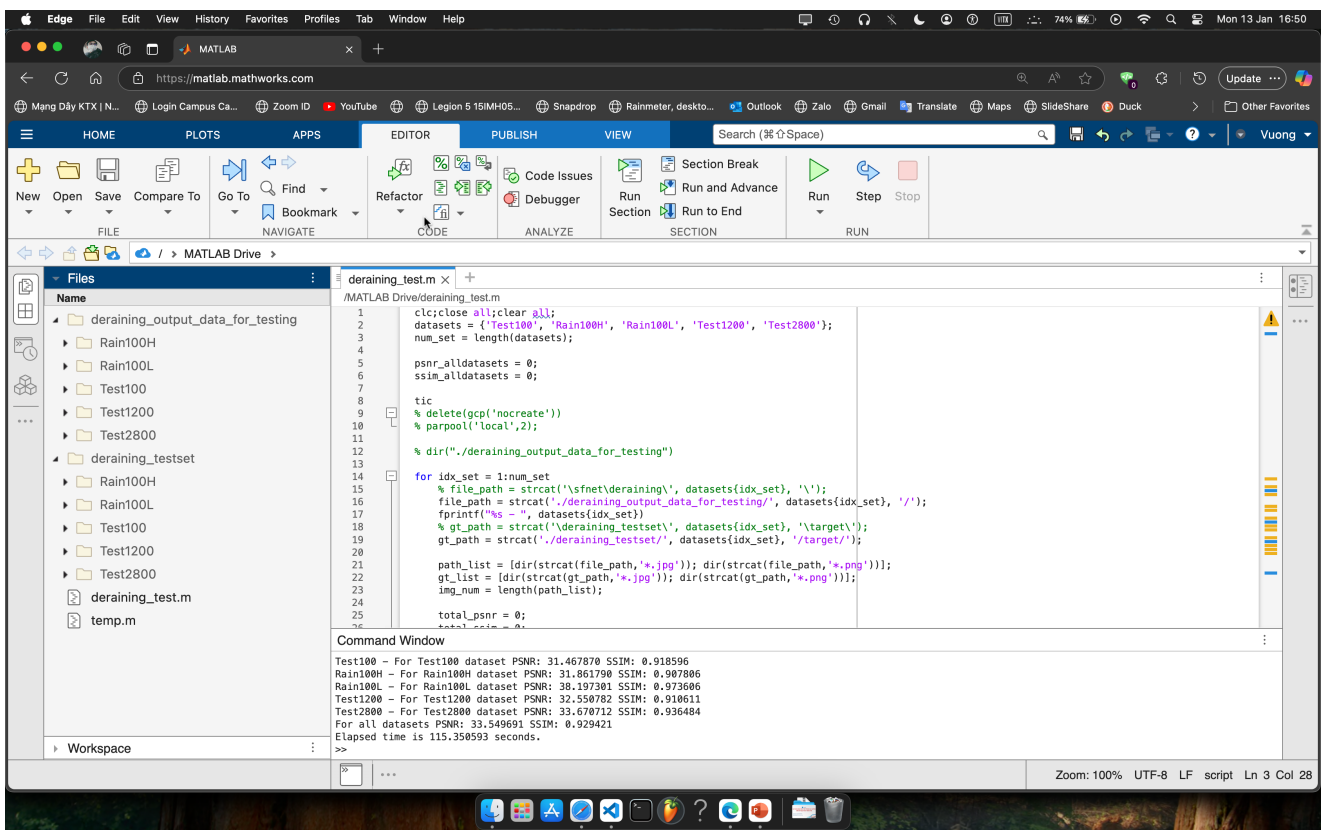 Edge File Edit View History Favorites Profiles Tab Window Help 74% Mon 13 Jan 16:50
MATLAB
https://matlab.mathworks.com Update
Mạng Dây KTX | N... Login Campus Ca... Zoom ID YouTube Legion 5 15IMH05... Snapdrop Rainmeter, deskto... Outlook Zalo Gmail Translate Maps SlideShare Duck Other Favorites
HOME PLOTS APPS EDITOR PUBLISH VIEW Search (⌘⇧Space) Vuong
New Open Save Compare To Go To Find Bookmark Refactor Code Issues Debugger Run Section Section Break Run and Advance Run to End Run Step Stop
FILE NAVIGATE CODE ANALYZE SECTION RUN
/ > MATLAB Drive >
Files
Name
deraining_output_data_for_testing
Rain100H
Rain100L
Test100
Test1200
Test2800
deraining_testset
Rain100H
Rain100L
Test100
Test1200
Test2800
deraining_test.m
temp.m
Workspace
deraining_test.m
/MATLAB Drive/deraining_test.m
1 clc;close all;clear all;
2 datasets = {'Test100', 'Rain100H', 'Rain100L', 'Test1200', 'Test2800'};
3 num_set = length(datasets);
4
5 psnr_alldatasets = 0;
6 ssim_alldatasets = 0;
7
8 tic
9 % delete(gcp('nocreate'))
10 % parpool('local',2);
11
12 % dir("./deraining_output_data_for_testing")
13
14 for idx_set = 1:num_set
15 % file_path = strcat('\sfnet\deraining\', datasets{idx_set}, '\');
16 file_path = strcat('./deraining_output_data_for_testing/', datasets{idx_set}, '/');
17 fprintf("%s - ", datasets{idx_set})
18 % gt_path = strcat('\deraining_testset\', datasets{idx_set}, '\target\');
19 gt_path = strcat('./deraining_testset/', datasets{idx_set}, '/target/');
20
21 path_list = [dir(strcat(file_path,'*.jpg')); dir(strcat(file_path,'*.png'))];
22 gt_list = [dir(strcat(gt_path,'*.jpg')); dir(strcat(gt_path,'*.png'))];
23 img_num = length(path_list);
24
25 total_psnr = 0;
26 total_ssim = 0;
Command Window
Test100 - For Test100 dataset PSNR: 31.467870 SSIM: 0.918596
Rain100H - For Rain100H dataset PSNR: 31.861790 SSIM: 0.907806
Rain100L - For Rain100L dataset PSNR: 38.197301 SSIM: 0.973606
Test1200 - For Test1200 dataset PSNR: 32.550782 SSIM: 0.910611
Test2800 - For Test2800 dataset PSNR: 33.670712 SSIM: 0.936484
For all datasets PSNR: 33.549691 SSIM: 0.929421
Elapsed time is 115.350593 seconds.
>>
Zoom: 100% UTF-8 LF script Ln 3 Col 28